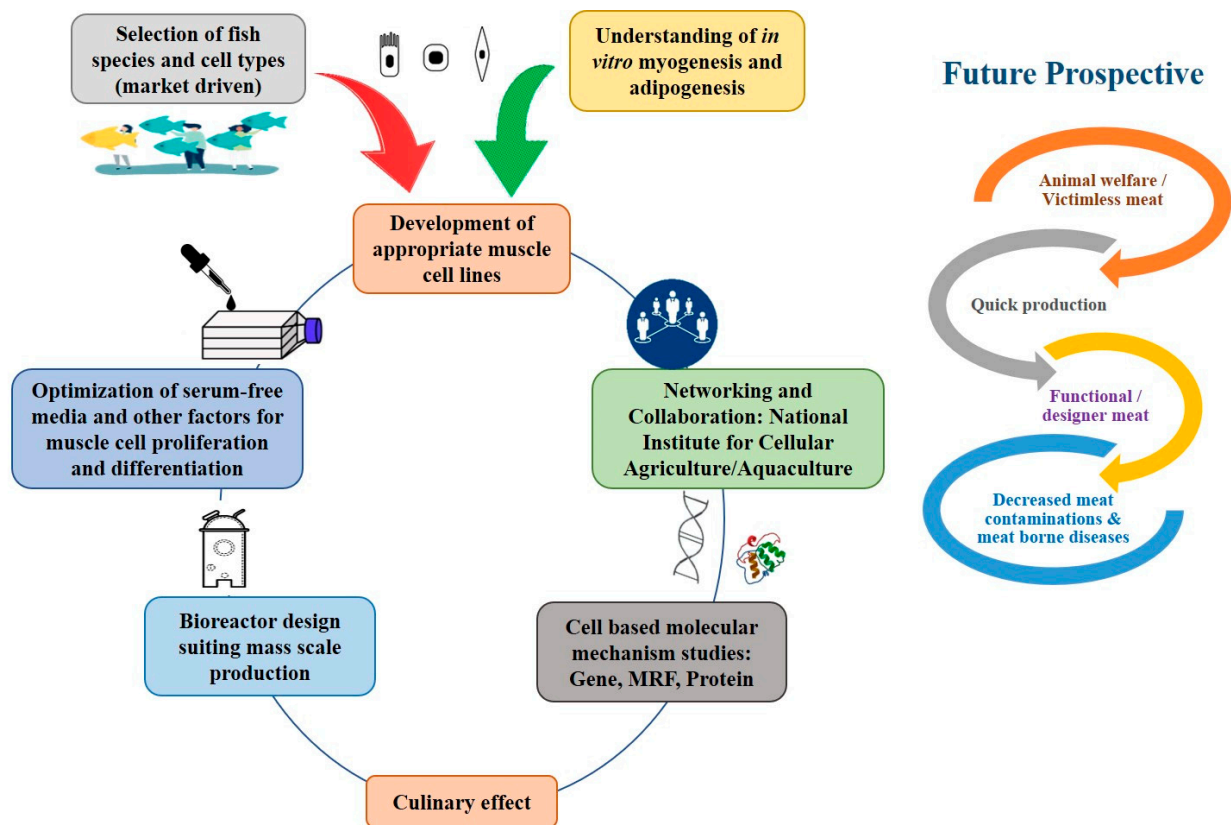 Selection of fish
species and cell types
(market driven)
Understanding of in
vitro myogenesis and
adipogenesis
Development of
appropriate muscle
cell lines
Optimization of serum-free
media and other factors for
muscle cell proliferation
and differentiation
Networking and
Collaboration: National
Institute for Cellular
Agriculture/Aquaculture
Bioreactor design
suiting mass scale
production
Cell based molecular
mechanism studies:
Gene, MRF, Protein
Culinary effect
Future Prospective
Animal welfare /
Victimless meat
Quick production
Functional /
designer meat
Decreased meat
contaminations &
meat borne diseases